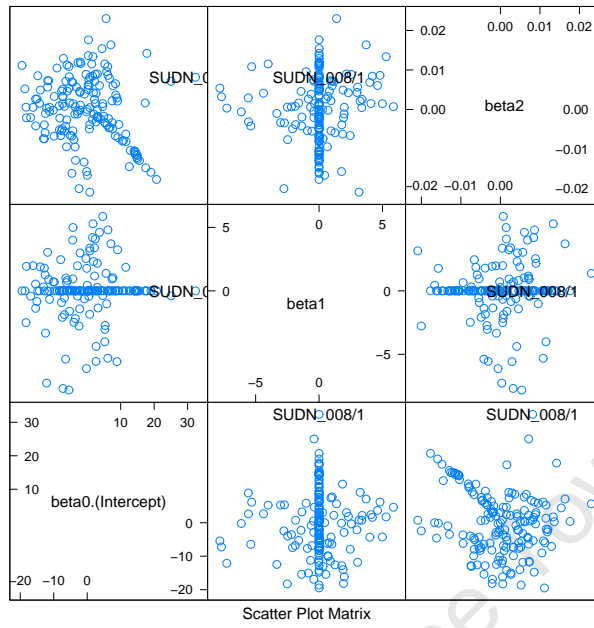 0.00 0.01 0.02
0.02
SUDN_0
SUDN_008/1
0.01
beta2
0.00 0.00
−0.01
−0.02
−0.02 −0.01 0.00
0 5
5
SUDN_0
0
beta1
SUDN_008/1
0
−5
−5 0
10 20 30
SUDN_008/1
SUDN_008/1
30
20
10
beta0.(Intercept)
0
−10
−20
−20 −10 0
Scatter Plot Matrix